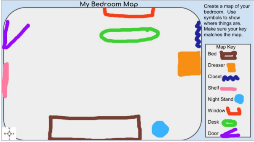 My Bedroom Map
Create a map of your
bedroom. Use
symbols to show
where things are.
Make sure your key
matches the map.
Map Key
Bed
Dresser
Closet
Shelf
Night Stand
Window
Desk
Door